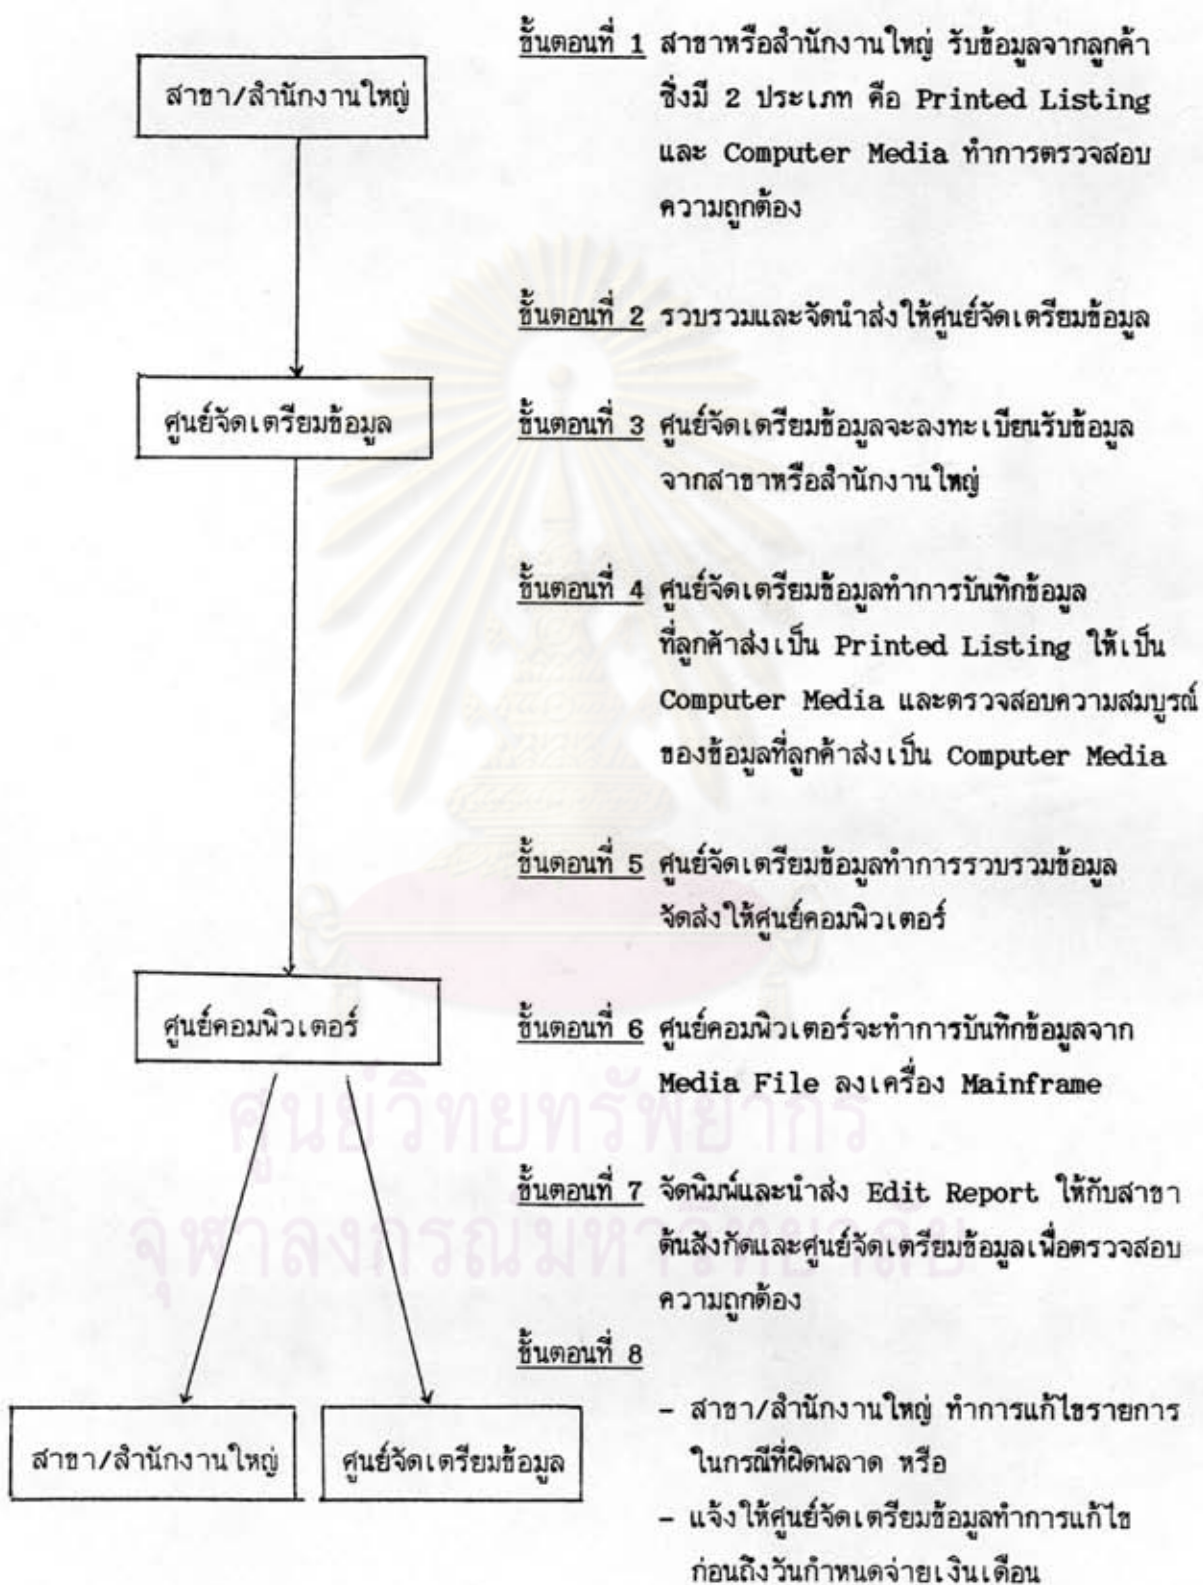 ขั้นตอนที่ 1 สาขาหรือสำนักงานใหญ่ รับข้อมูลจากลูกค้า
ซึ่งมี 2 ประเภท คือ Printed Listing
และ Computer Media ทำการตรวจสอบ
ความถูกต้อง
สาขา/สำนักงานใหญ่
ขั้นตอนที่ 2 รวบรวมและจัดนำส่งให้ศูนย์จัดเตรียมข้อมูล
ศูนย์จัดเตรียมข้อมูล
ขั้นตอนที่ 3 ศูนย์จัดเตรียมข้อมูลจะลงทะเบียนรับข้อมูล
จากสาขาหรือสำนักงานใหญ่
ขั้นตอนที่ 4 ศูนย์จัดเตรียมข้อมูลทำการบันทึกข้อมูล
ที่ลูกค้าส่งเป็น Printed Listing ให้เป็น
Computer Media และตรวจสอบความสมบูรณ์
ของข้อมูลที่ลูกค้าส่งเป็น Computer Media
ขั้นตอนที่ 5 ศูนย์จัดเตรียมข้อมูลทำการรวบรวมข้อมูล
จัดส่งให้ศูนย์คอมพิวเตอร์
ศูนย์คอมพิวเตอร์
ขั้นตอนที่ 6 ศูนย์คอมพิวเตอร์จะทำการบันทึกข้อมูลจาก
Media File ลงเครื่อง Mainframe
ศูนย์วิทยทรัพยากร
จุฬาลงกรณ์มหาวิทยาลัย
ขั้นตอนที่ 7 จัดพิมพ์และนำส่ง Edit Report ให้กับสาขา
ต้นสังกัดและศูนย์จัดเตรียมข้อมูลเพื่อตรวจสอบ
ความถูกต้อง
ขั้นตอนที่ 8
- สาขา/สำนักงานใหญ่ ทำการแก้ไขรายการ
ในกรณีที่ผิดพลาด หรือ
- แจ้งให้ศูนย์จัดเตรียมข้อมูลทำการแก้ไข
ก่อนถึงวันกำหนดจ่ายเงินเดือน
สาขา/สำนักงานใหญ่
ศูนย์จัดเตรียมข้อมูล